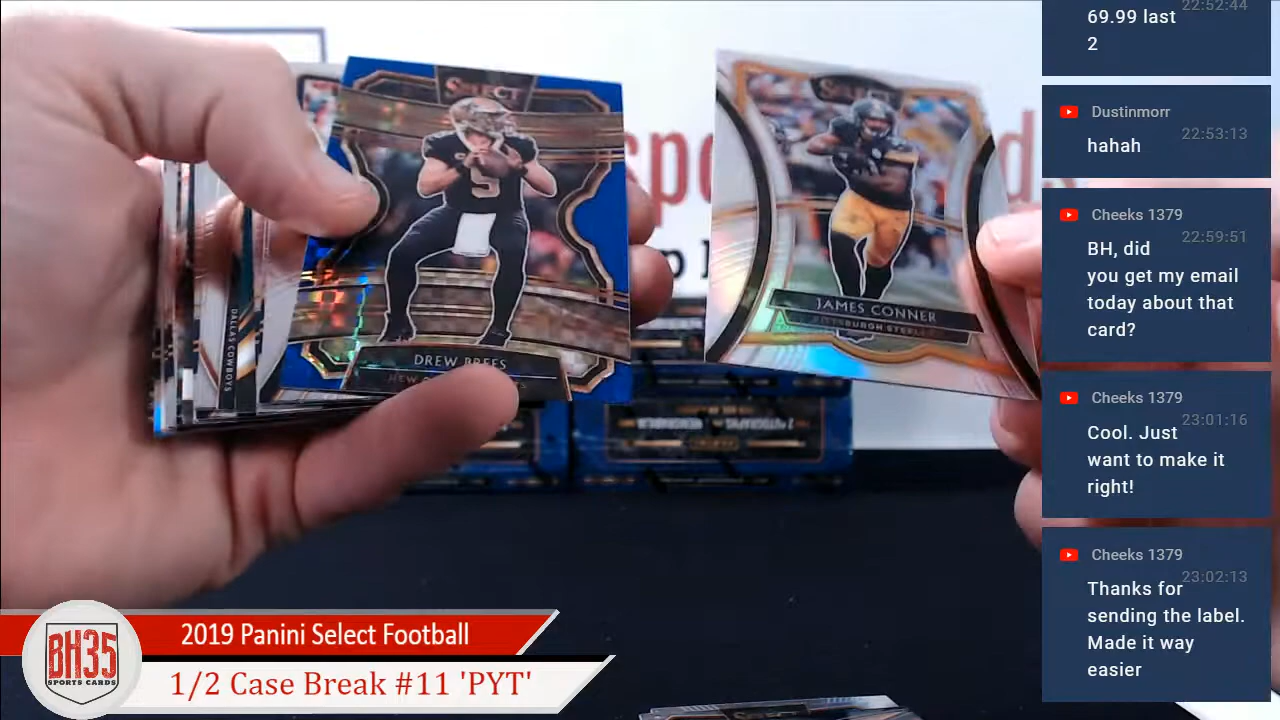 22:52:44
69.99 last
2
Dustinmorr
22:53:13
hahah
Cheeks 1379
22:59:51
BH, did
you get my email
today about that
card?
Cheeks 1379
23:01:16
Cool. Just
want to make it
right!
Cheeks 1379
23:02:13
Thanks for
sending the label.
Made it way
easier
SELECT
DREW BREES
SELECT
JAMES CONNER
PITTSBURGH STEELERS
DALLAS COWBOYS
2 AUTOGRAPHS
BH35
SPORTS CARDS
2019 Panini Select Football
1/2 Case Break #11 'PYT'